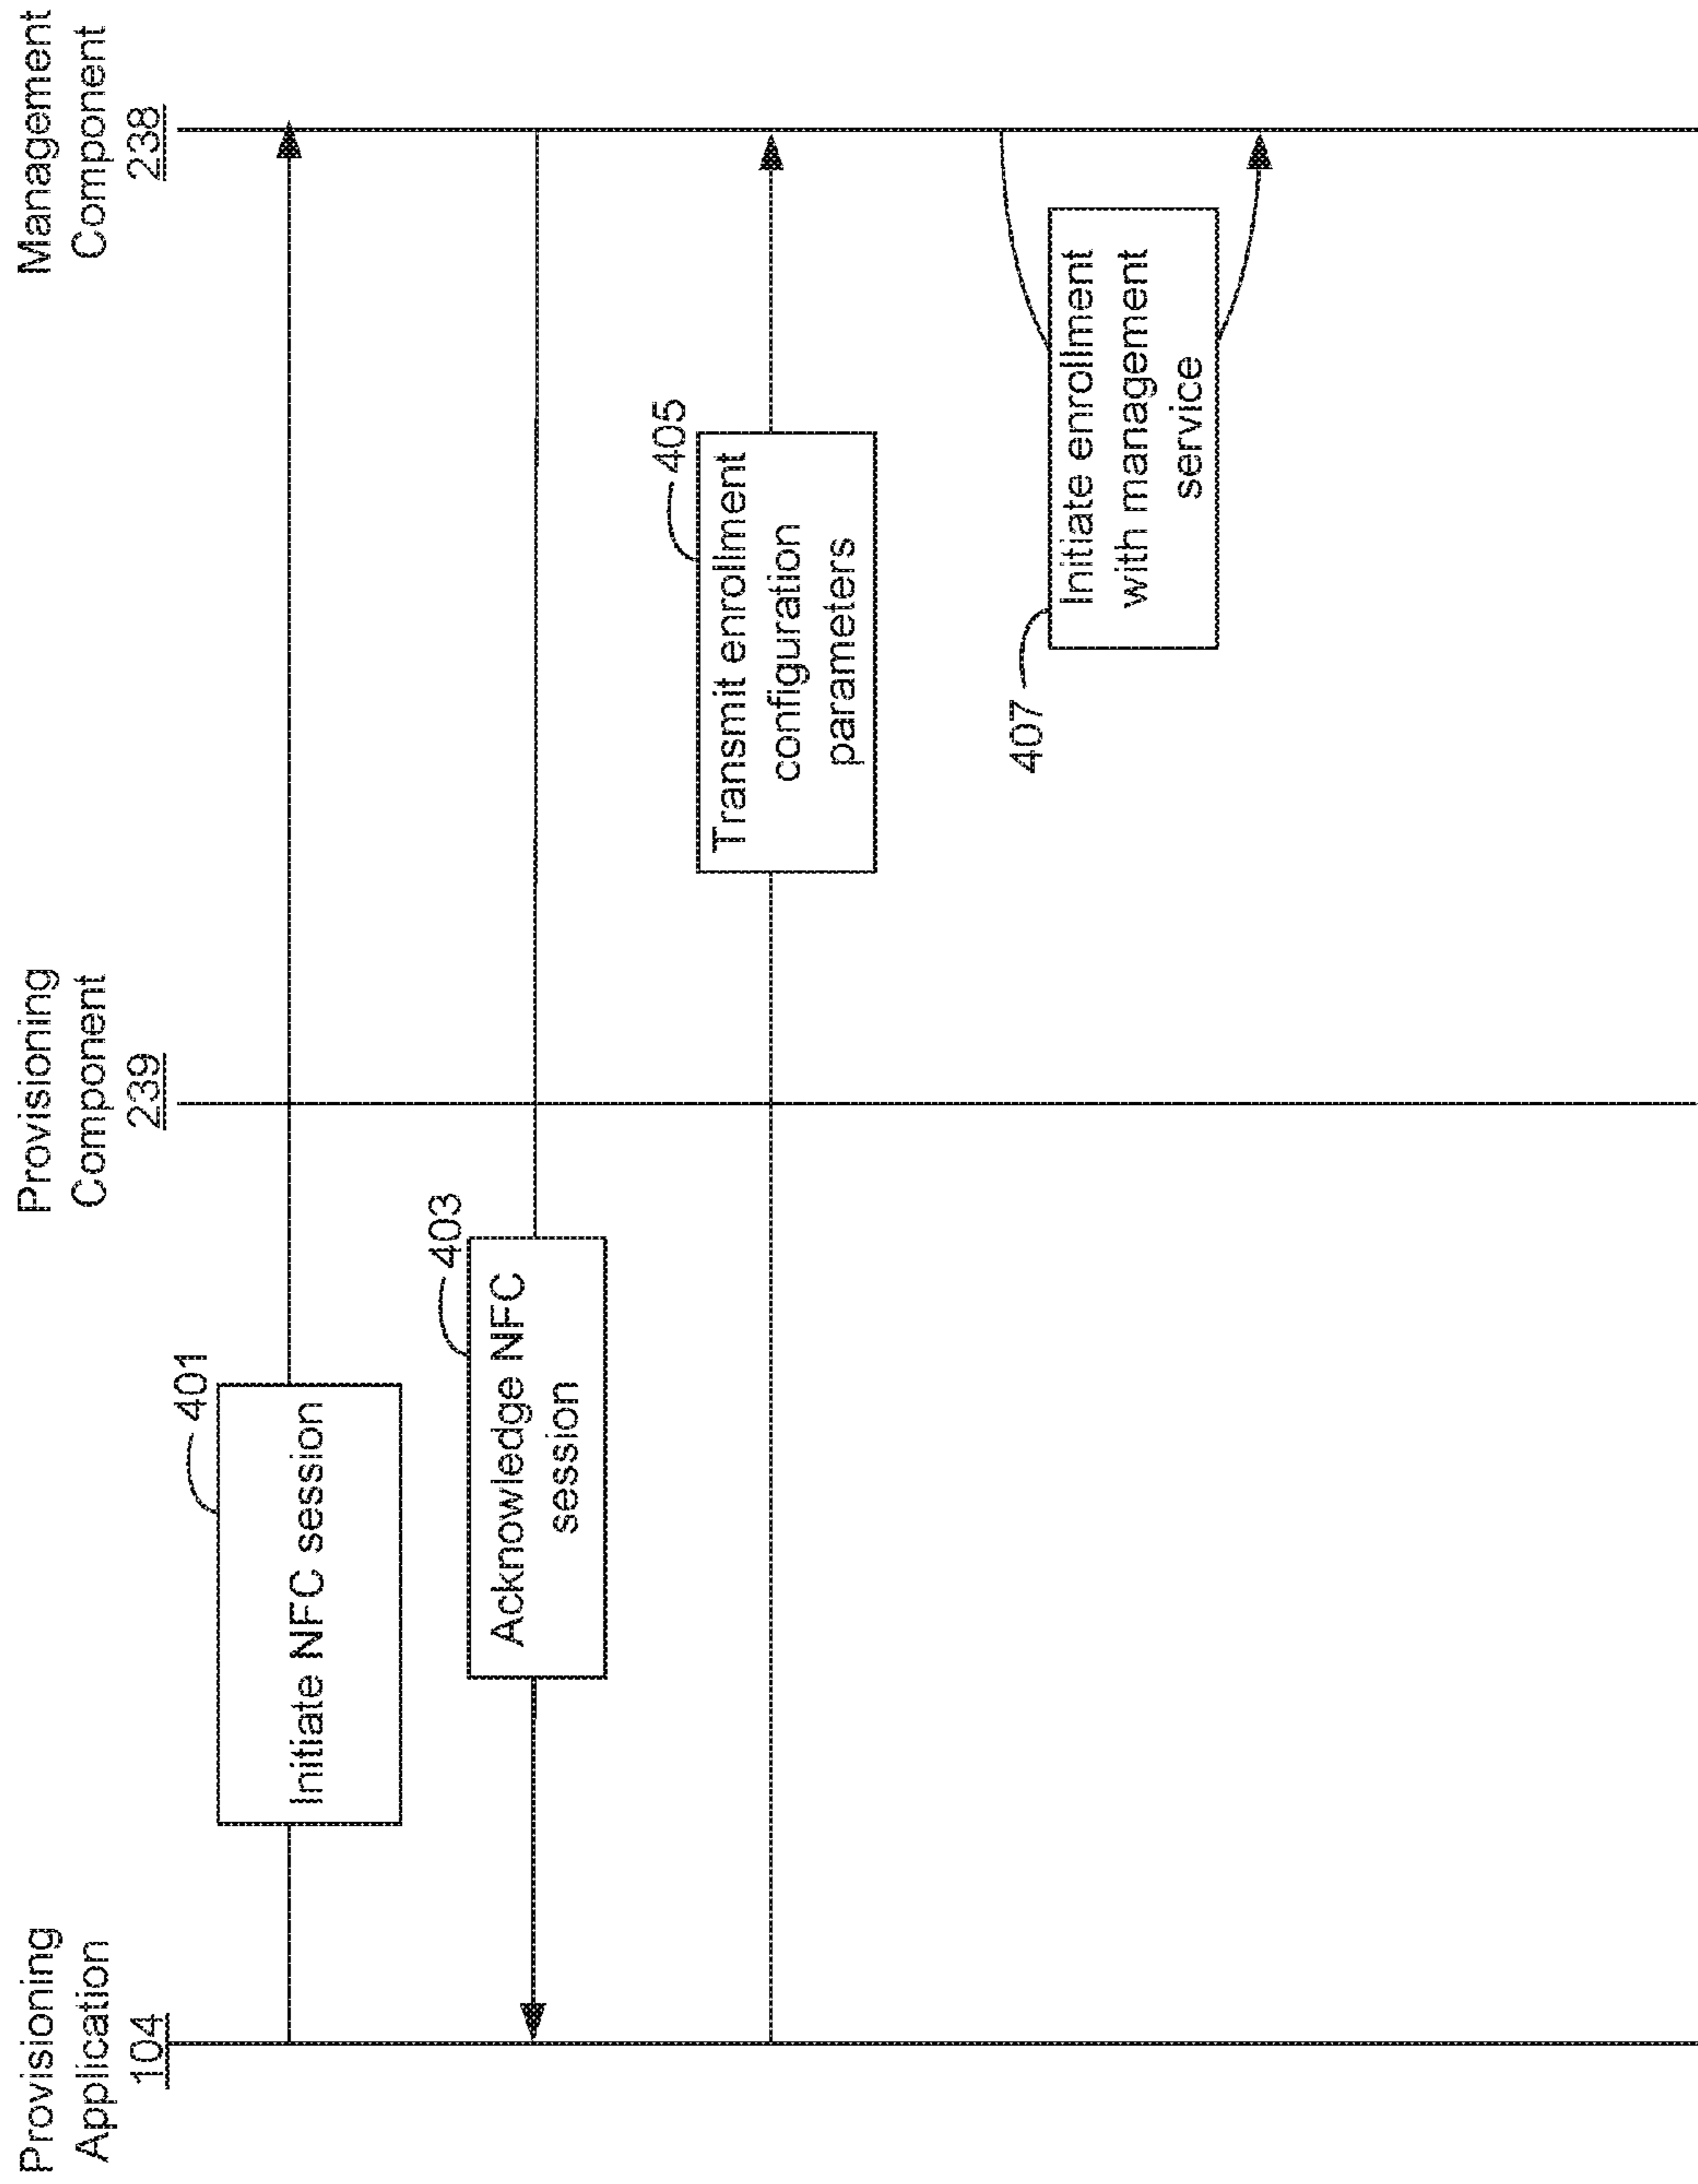 Provisioning
Application
104
Provisioning
Component
239
Management
Component
238
401
Initiate NFC session
403
Acknowledge NFC
session
405
Transmit enrollment
configuration
parameters
407
Initiate enrollment
with management
service